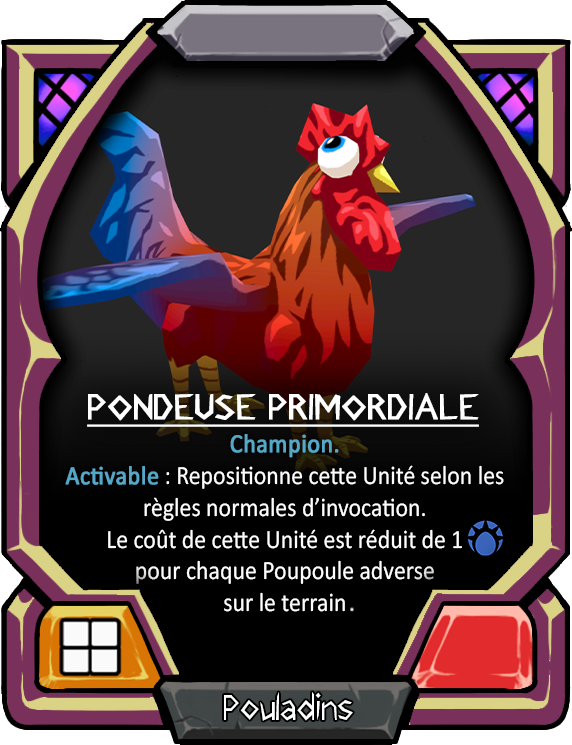 PONDEUSE PRIMORDIALE
Champion.
Activable : Repositionne cette Unité selon les
règles normales d'invocation.
Le coût de cette Unité est réduit de 1
pour chaque Poupoule adverse
sur le terrain.
Pouladins